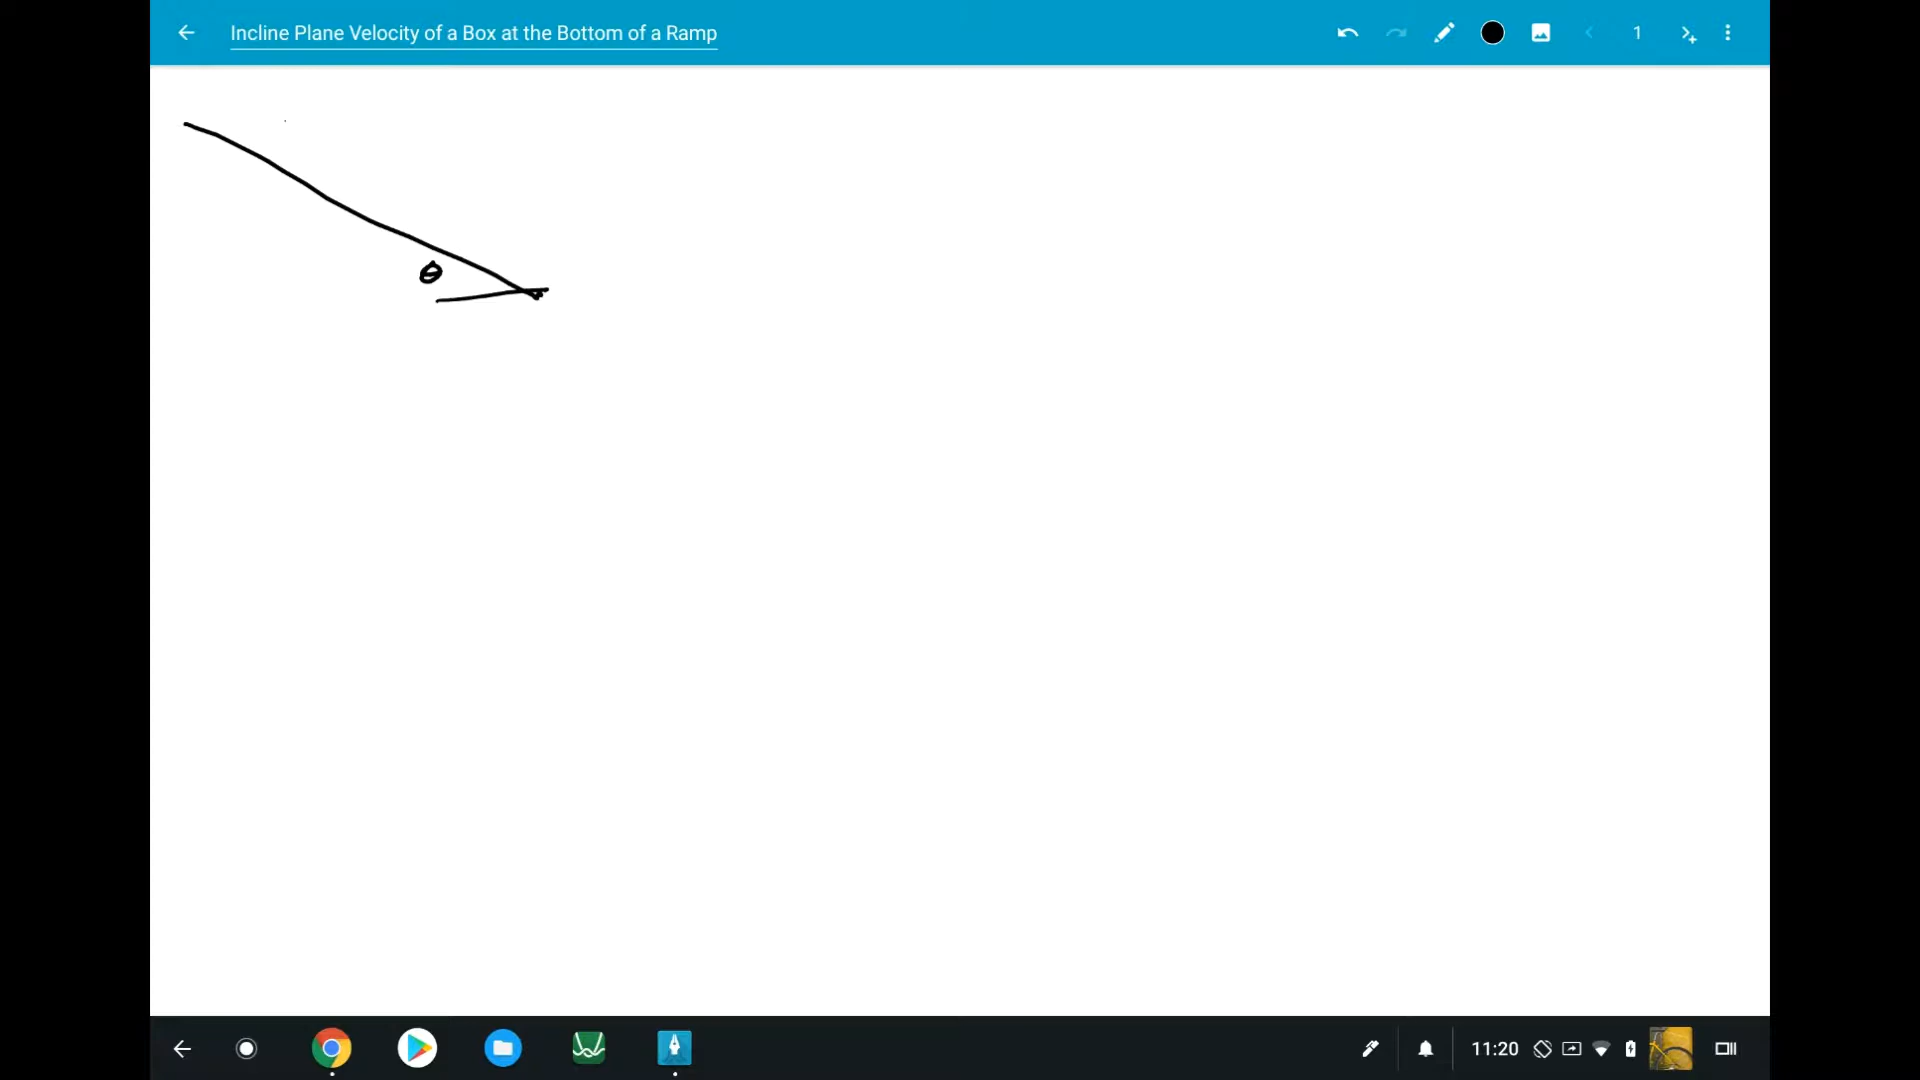 Incline Plane Velocity of a Box at the Bottom of a Ramp
1
θ
11:20